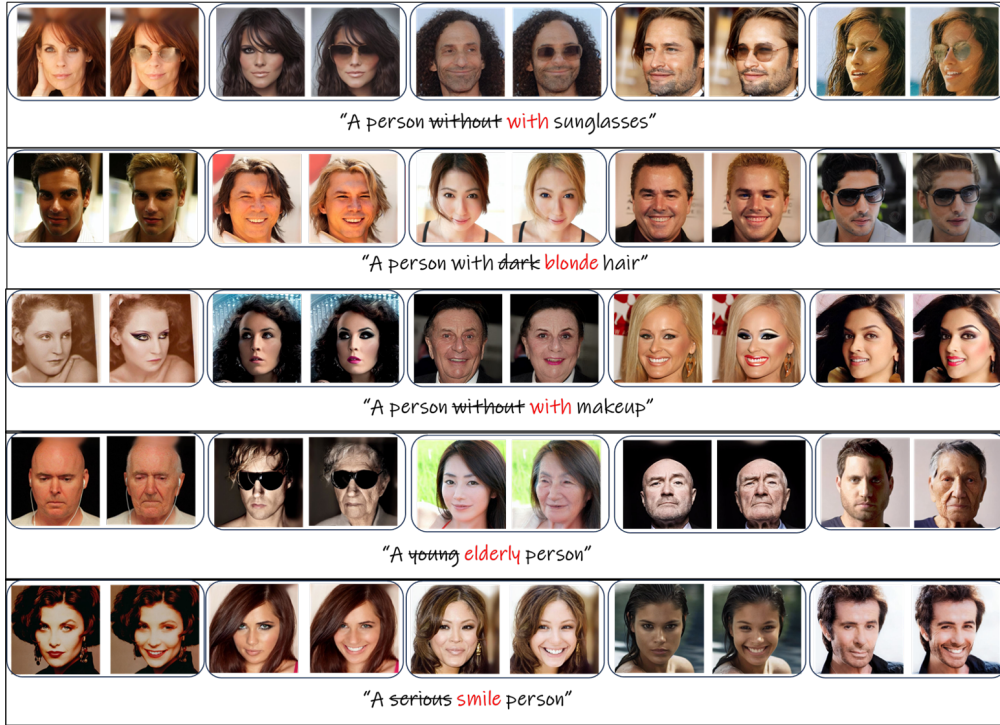 “A person without with sunglasses”
“A person with dark blonde hair”
“A person without with makeup”
“A young elderly person”
“A serious smile person”